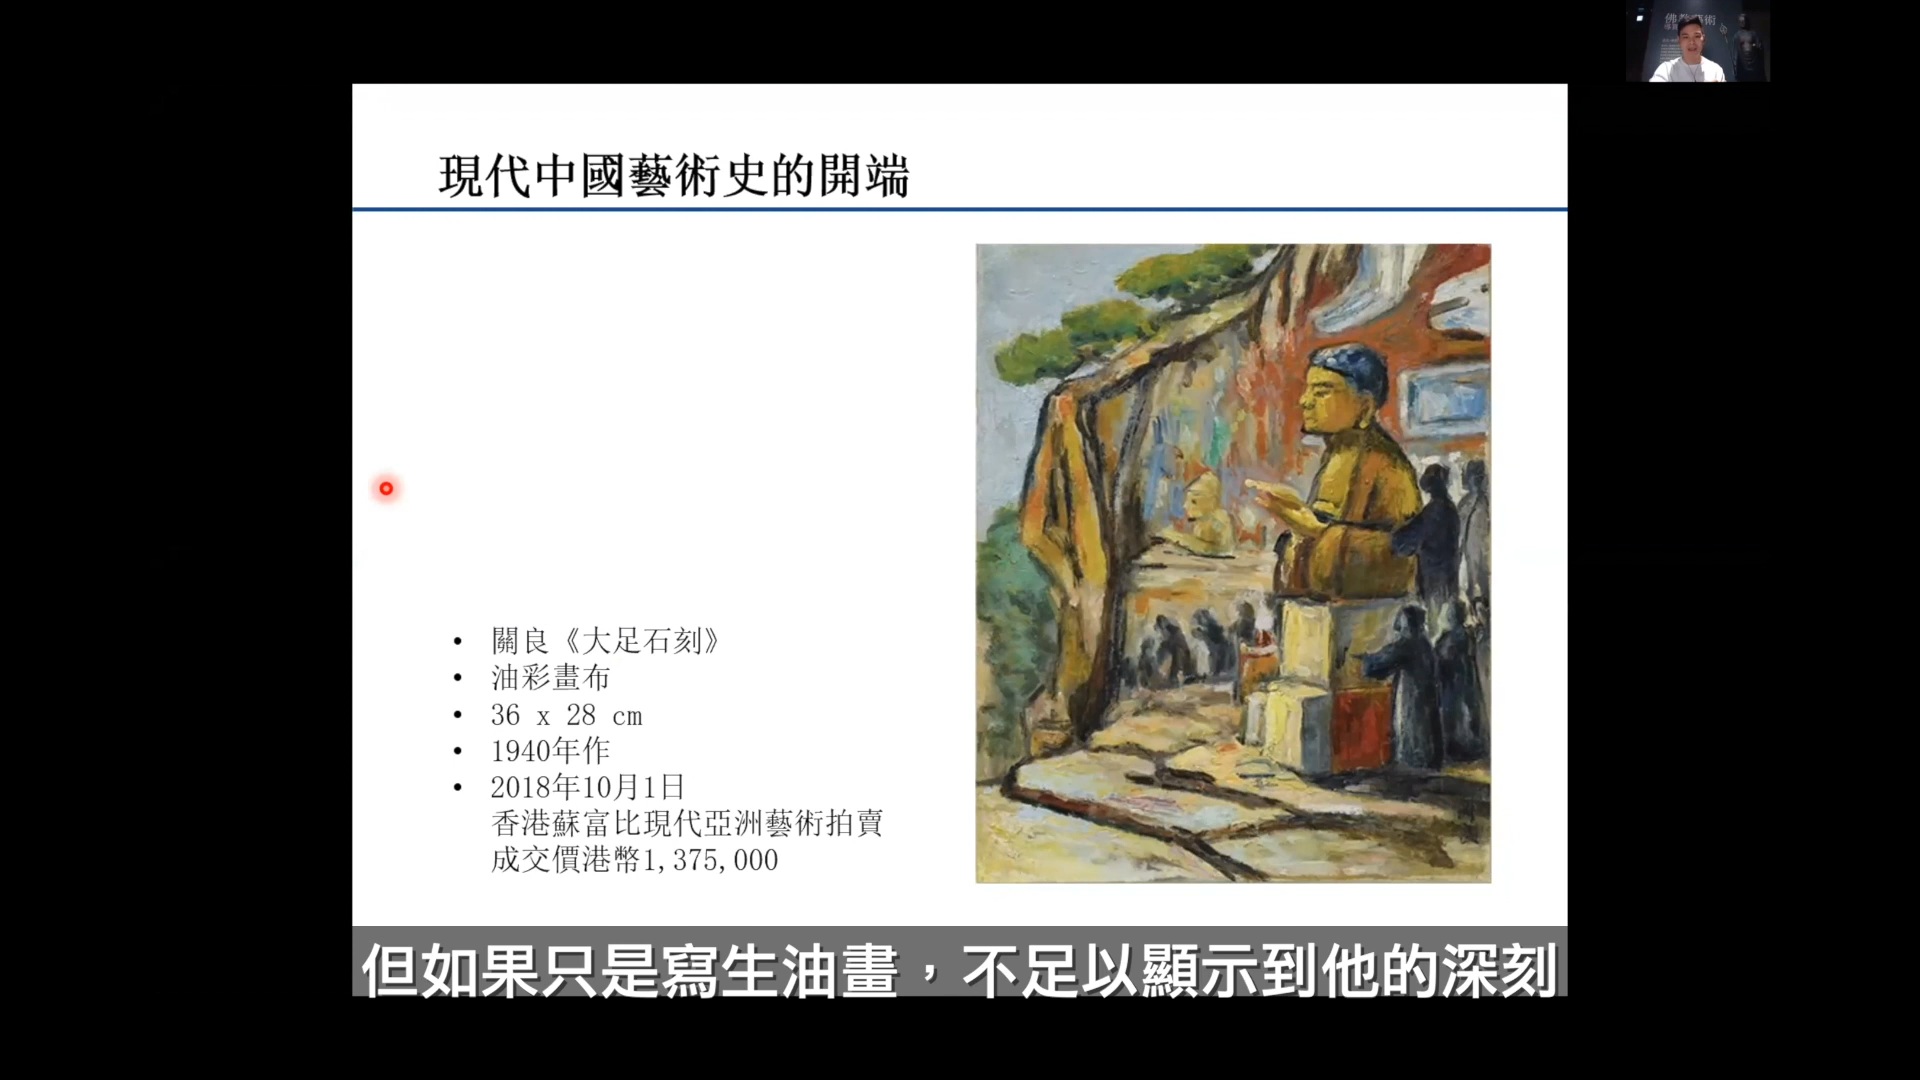 佛教藝術
現代中國藝術史的開端
• 關良《大足石刻》
• 油彩畫布
• 36 x 28 cm
• 1940年作
• 2018年10月1日
香港蘇富比現代亞洲藝術拍賣
成交價港幣1,375,000
但如果只是寫生油畫，不足以顯示到他的深刻